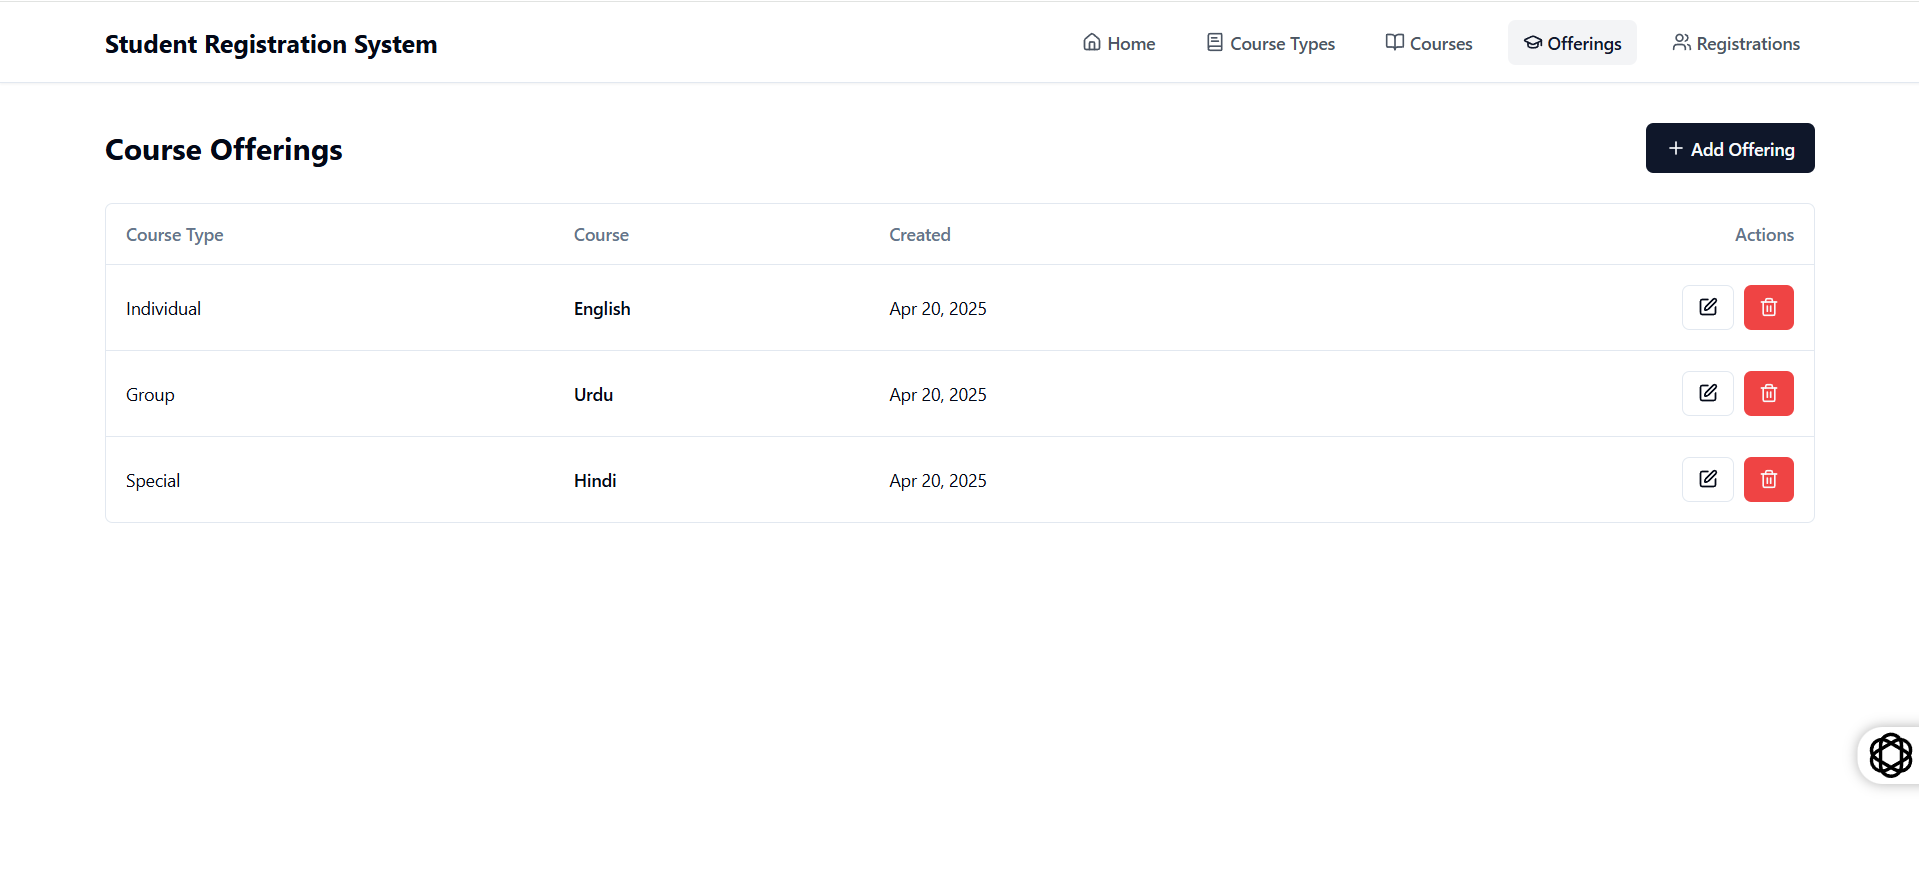 Student Registration System
Home Course Types Courses Offerings Registrations
Course Offerings
+ Add Offering
Course Type Course Created Actions
Individual English Apr 20, 2025
Group Urdu Apr 20, 2025
Special Hindi Apr 20, 2025